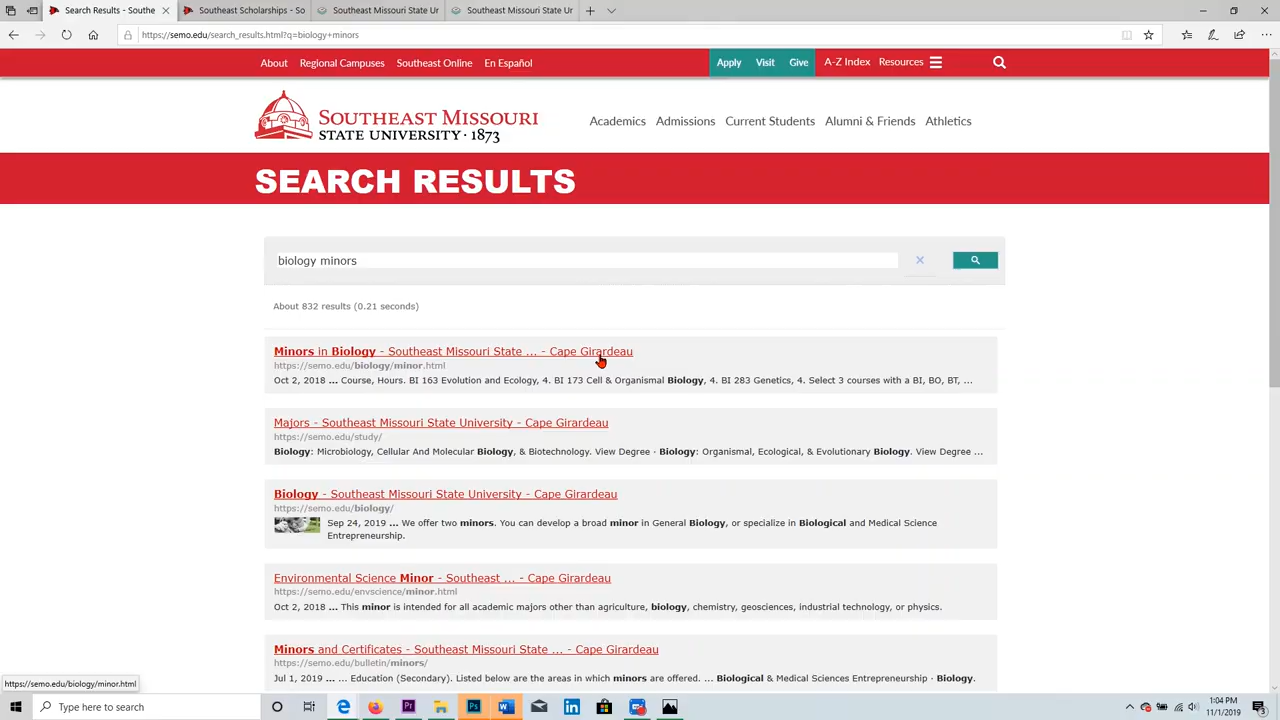 Search Results - Southe
Southeast Scholarships - So
Southeast Missouri State Ur
Southeast Missouri State Ur
https://semo.edu/search_results.html?q=biology+minors
About
Regional Campuses
Southeast Online
En Español
Apply
Visit
Give
A-Z Index
Resources
SOUTHEAST MISSOURI
STATE UNIVERSITY · 1873
Academics
Admissions
Current Students
Alumni & Friends
Athletics
SEARCH RESULTS
biology minors
About 832 results (0.21 seconds)
Minors in Biology - Southeast Missouri State ... - Cape Girardeau
https://semo.edu/biology/minor.html
Oct 2, 2018 ... Course, Hours. BI 163 Evolution and Ecology, 4. BI 173 Cell & Organismal Biology, 4. BI 283 Genetics, 4. Select 3 courses with a BI, BO, BT, ...
Majors - Southeast Missouri State University - Cape Girardeau
https://semo.edu/study/
Biology: Microbiology, Cellular And Molecular Biology, & Biotechnology. View Degree · Biology: Organismal, Ecological, & Evolutionary Biology. View Degree ...
Biology - Southeast Missouri State University - Cape Girardeau
https://semo.edu/biology/
Sep 24, 2019 ... We offer two minors. You can develop a broad minor in General Biology, or specialize in Biological and Medical Science
Entrepreneurship.
Environmental Science Minor - Southeast ... - Cape Girardeau
https://semo.edu/envscience/minor.html
Oct 2, 2018 ... This minor is intended for all academic majors other than agriculture, biology, chemistry, geosciences, industrial technology, or physics.
Minors and Certificates - Southeast Missouri State ... - Cape Girardeau
https://semo.edu/bulletin/minors/
Jul 1, 2019 ... ... Education (Secondary). Listed below are the areas in which minors are offered. ... Biological & Medical Sciences Entrepreneurship · Biology.
https://semo.edu/biology/minor.html
Type here to search
1:04 PM
11/1/2019